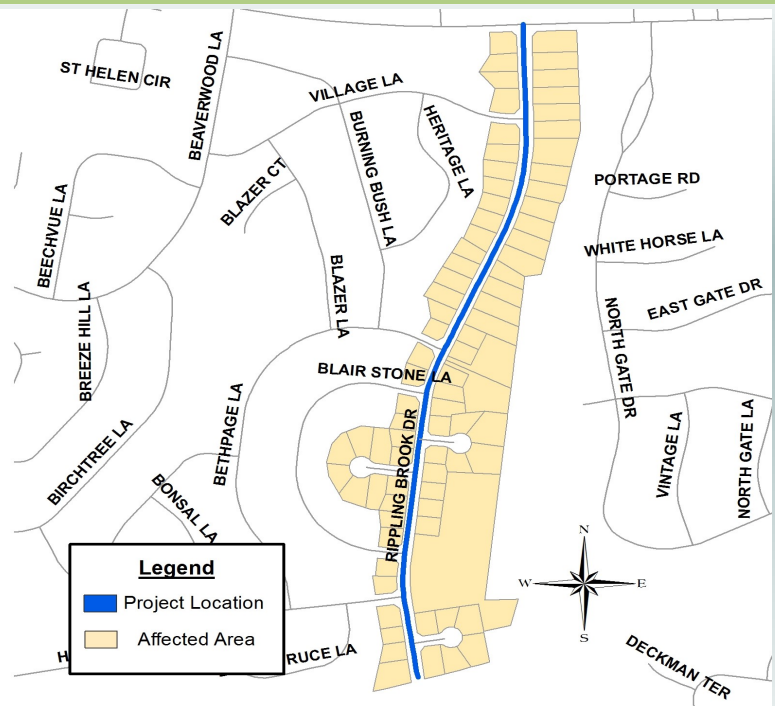 ST HELEN CIR
BEAVERWOOD LA
VILLAGE LA
HERITAGE LA
BURNING BUSH LA
BLAZER CT
PORTAGE RD
BEECHVUE LA
WHITE HORSE LA
BLAZER LA
EAST GATE DR
BREEZE HILL LA
NORTH GATE DR
BLAIR STONE LA
BETHPAGE LA
RIPPLING BROOK DR
BIRCHTREE LA
VINTAGE LA
NORTH GATE LA
BONSAL LA
N
W
E
S
Legend
Project Location
Affected Area
RUCE LA
DECKMAN TER